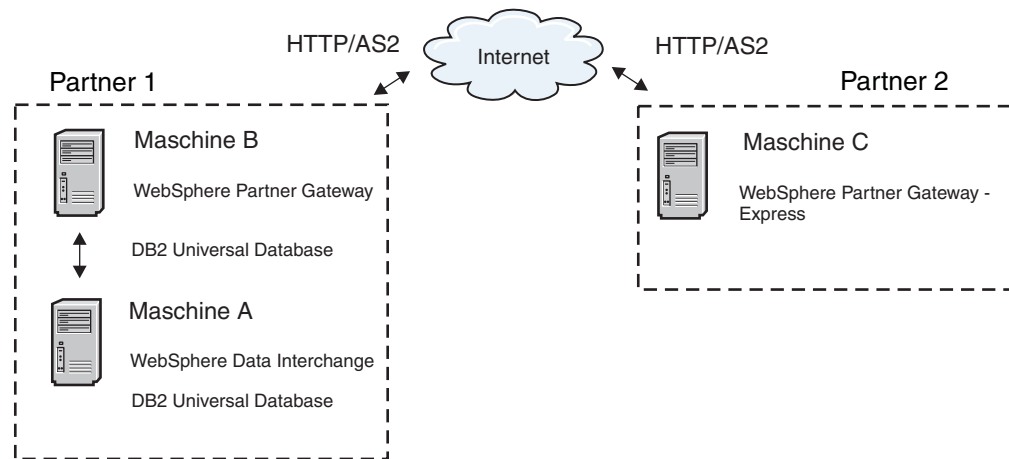 HTTP/AS2
Internet
HTTP/AS2
Partner 1
Partner 2
Maschine B
WebSphere Partner Gateway
DB2 Universal Database
Maschine A
WebSphere Data Interchange
DB2 Universal Database
Maschine C
WebSphere Partner Gateway -
Express